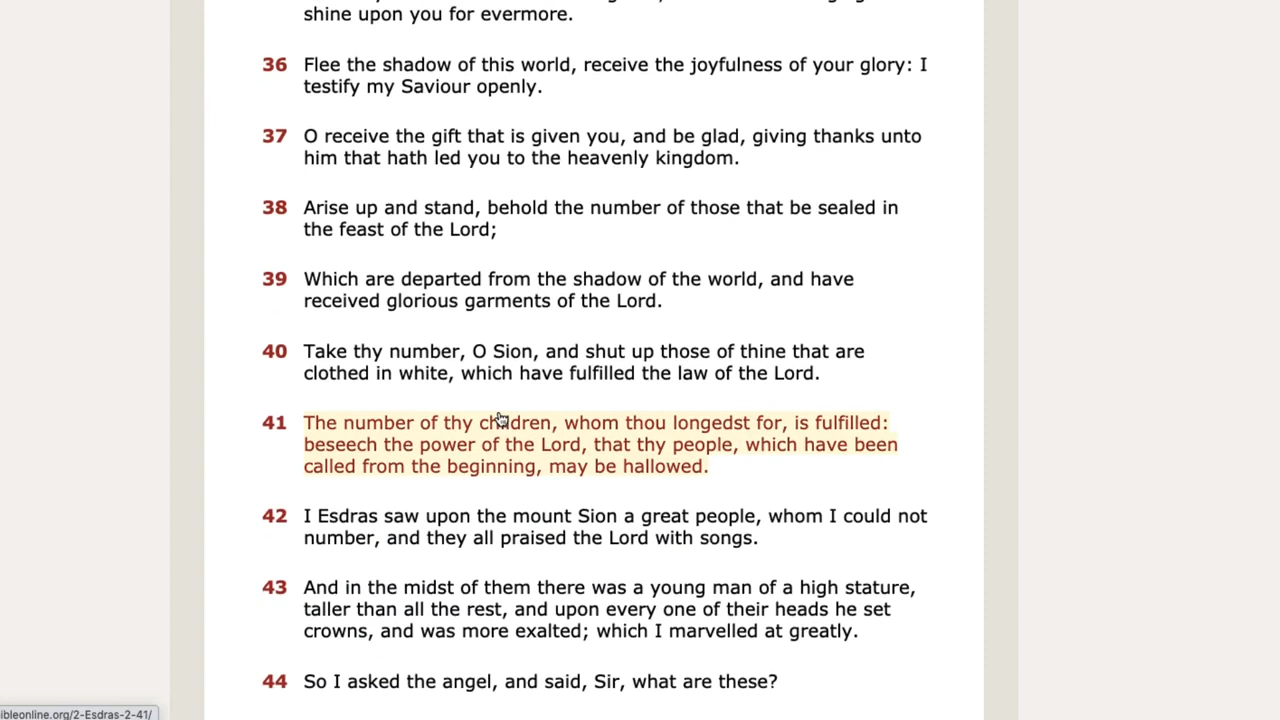 shine upon you for evermore.
36 Flee the shadow of this world, receive the joyfulness of your glory: I
testify my Saviour openly.
37 O receive the gift that is given you, and be glad, giving thanks unto
him that hath led you to the heavenly kingdom.
38 Arise up and stand, behold the number of those that be sealed in
the feast of the Lord;
39 Which are departed from the shadow of the world, and have
received glorious garments of the Lord.
40 Take thy number, O Sion, and shut up those of thine that are
clothed in white, which have fulfilled the law of the Lord.
41 The number of thy children, whom thou longedst for, is fulfilled:
beseech the power of the Lord, that thy people, which have been
called from the beginning, may be hallowed.
42 I Esdras saw upon the mount Sion a great people, whom I could not
number, and they all praised the Lord with songs.
43 And in the midst of them there was a young man of a high stature,
taller than all the rest, and upon every one of their heads he set
crowns, and was more exalted; which I marvelled at greatly.
44 So I asked the angel, and said, Sir, what are these?
ibleonline.org/2-Esdras-2-41/